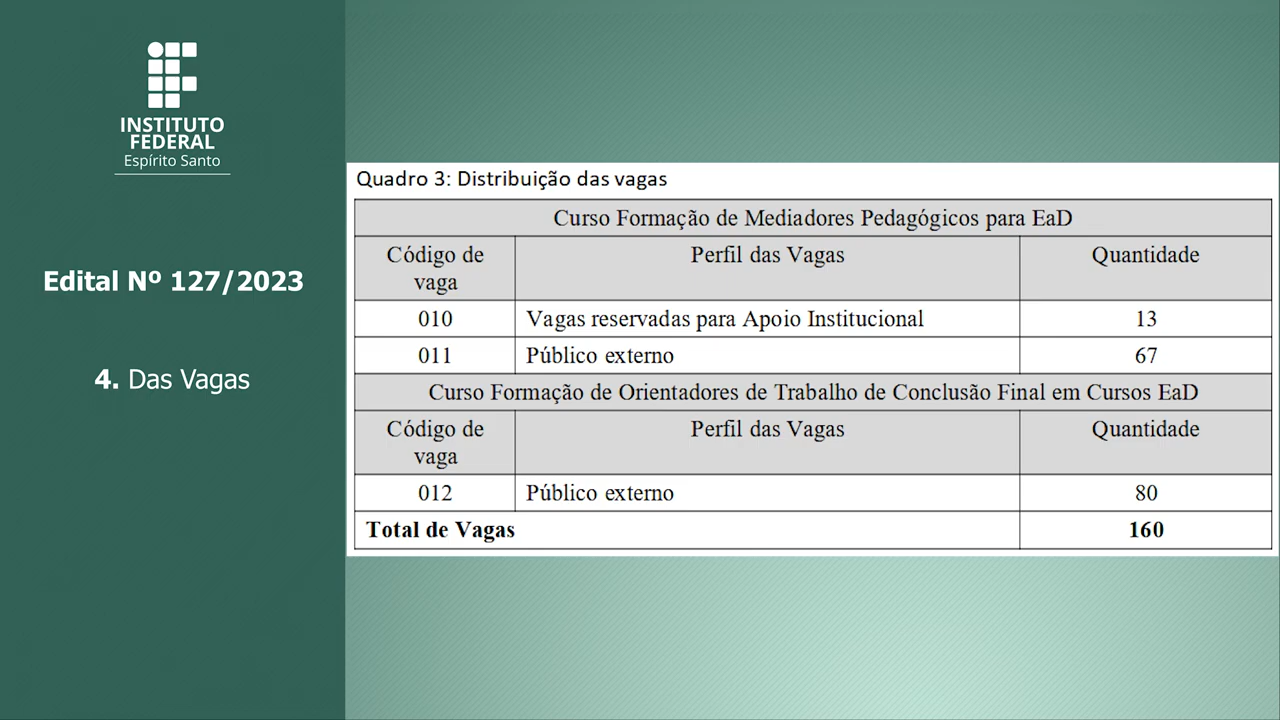 INSTITUTO
FEDERAL
Espírito Santo
Edital Nº 127/2023
4. Das Vagas
Quadro 3: Distribuição das vagas
Curso Formação de Mediadores Pedagógicos para EaD
Código de vaga Perfil das Vagas Quantidade
010 Vagas reservadas para Apoio Institucional 13
011 Público externo 67
Curso Formação de Orientadores de Trabalho de Conclusão Final em Cursos EaD
Código de vaga Perfil das Vagas Quantidade
012 Público externo 80
Total de Vagas 160